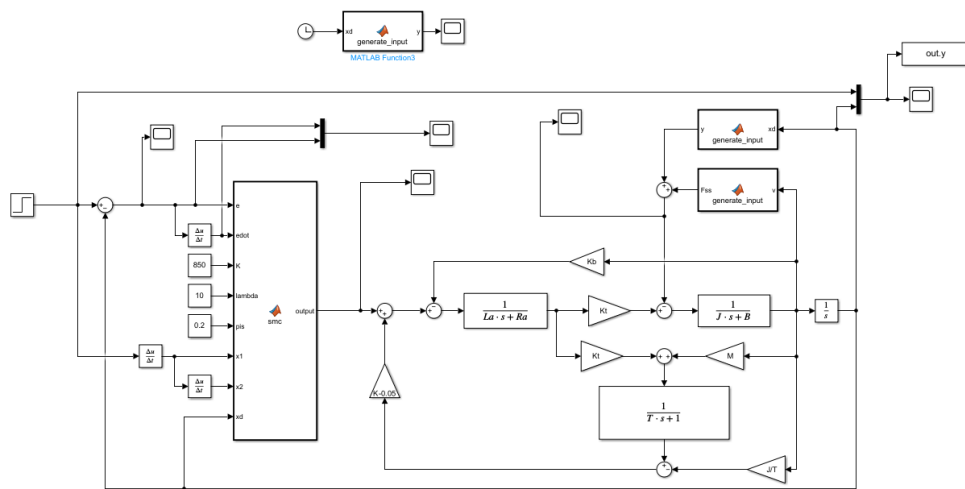 xd
y
generate_input
MATLAB Function3
out.y
y
xd
generate_input
+
+
Fss
v
generate_input
+
−
e
Δu
Δt
edot
850
K
10
lambda
0.2
pis
smc
output
Δu
Δt
x1
Δu
Δt
x2
xd
Kb
+
+
+
−
1
La · s + Ra
Kt
+
−
1
J · s + B
1
s
Kt
+ +
M
K-0.05
1
T · s + 1
+
−
J/T